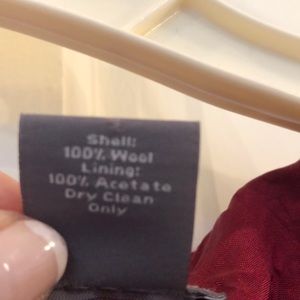 Shell:
100% Wool
Lining:
100% Acetate
Dry Clean
Only